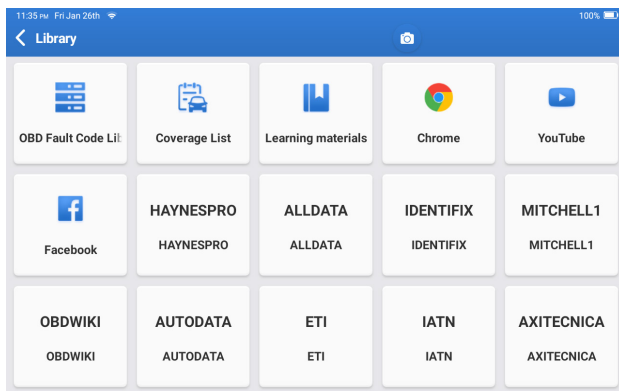 11:35 PM Fri Jan 26th 100%
Library
OBD Fault Code Lib
Coverage List
Learning materials
Chrome
YouTube
Facebook
HAYNESPRO
HAYNESPRO
ALLDATA
ALLDATA
IDENTIFIX
IDENTIFIX
MITCHELL1
MITCHELL1
OBDWIKI
OBDWIKI
AUTODATA
AUTODATA
ETI
ETI
IATN
IATN
AXITECNICA
AXITECNICA